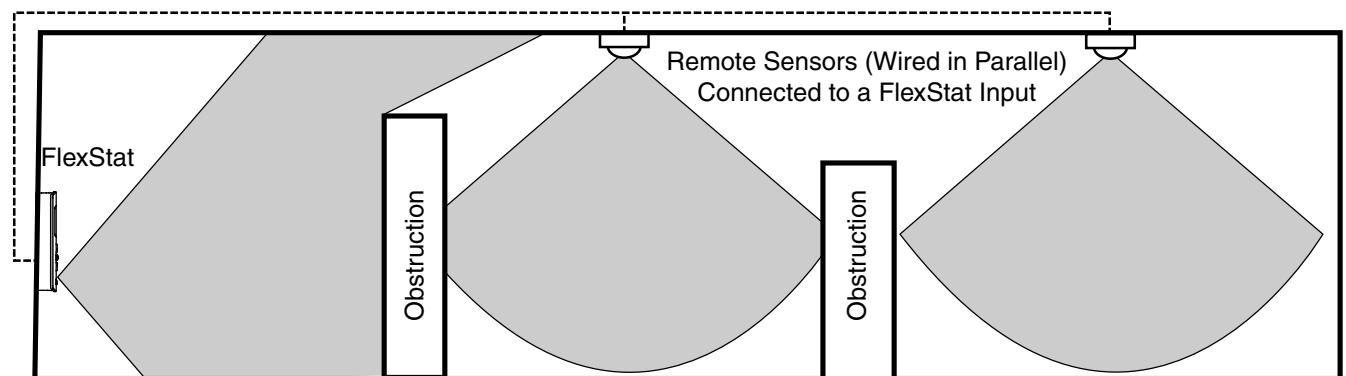 Remote Sensors (Wired in Parallel)
Connected to a FlexStat Input
FlexStat
Obstruction
Obstruction